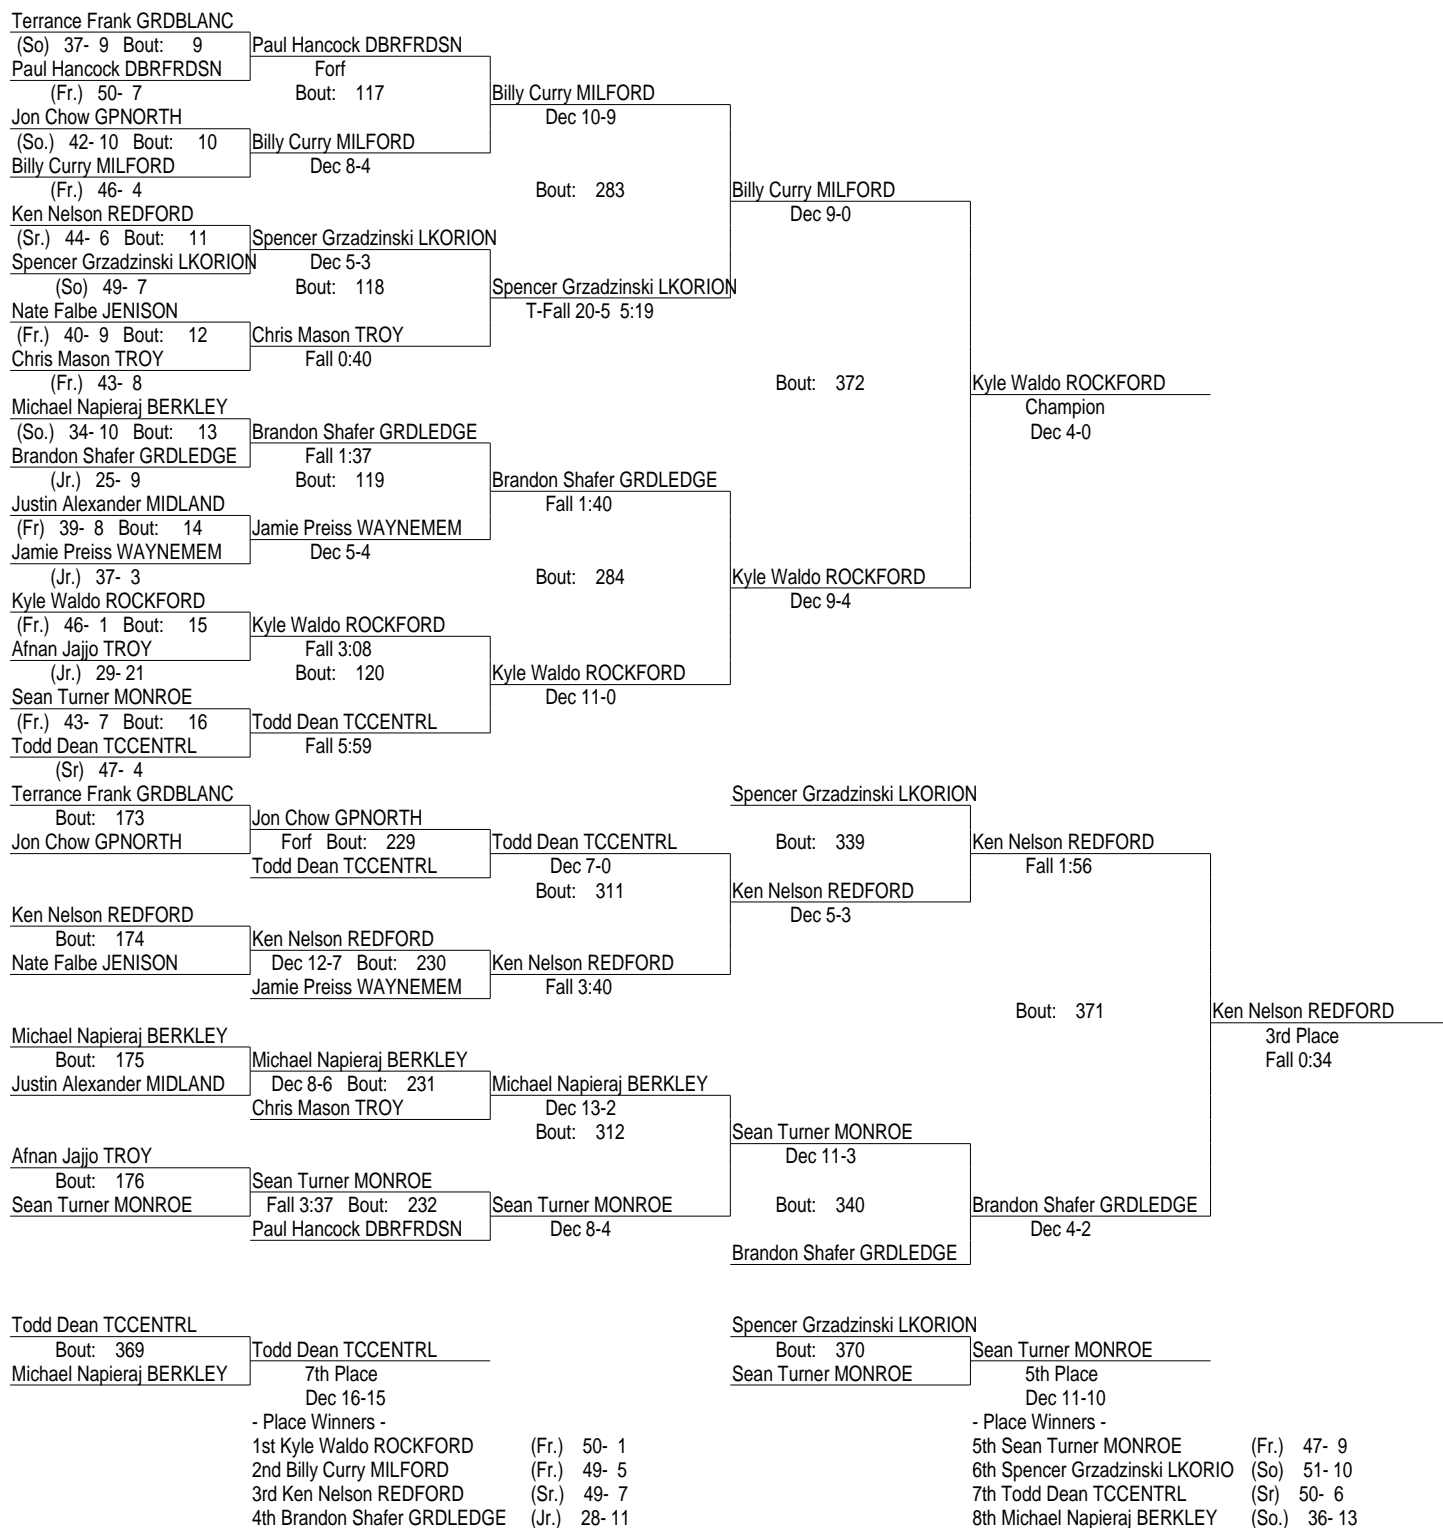 Terrance Frank GRDBLANC
(So) 37- 9 Bout: 9 Paul Hancock DBRFRDSN
Paul Hancock DBRFRDSN Forf
(Fr.) 50- 7 Bout: 117 Billy Curry MILFORD
Jon Chow GPNORTH Dec 10-9
(So.) 42- 10 Bout: 10 Billy Curry MILFORD
Billy Curry MILFORD Dec 8-4
(Fr.) 46- 4 Bout: 283 Billy Curry MILFORD
Ken Nelson REDFORD Dec 9-0
(Sr.) 44- 6 Bout: 11 Spencer Grzadzinski LKORION
Spencer Grzadzinski LKORION Dec 5-3
(So) 49- 7 Bout: 118 Spencer Grzadzinski LKORION
Nate Falbe JENISON T-Fall 20-5 5:19
(Fr.) 40- 9 Bout: 12 Chris Mason TROY
Chris Mason TROY Fall 0:40
(Fr.) 43- 8 Bout: 372 Kyle Waldo ROCKFORD
Michael Napieraj BERKLEY Champion
(So.) 34- 10 Bout: 13 Brandon Shafer GRDLEDGE Dec 4-0
Brandon Shafer GRDLEDGE Fall 1:37
(Jr.) 25- 9 Bout: 119 Brandon Shafer GRDLEDGE
Justin Alexander MIDLAND Fall 1:40
(Fr) 39- 8 Bout: 14 Jamie Preiss WAYNEMEM
Jamie Preiss WAYNEMEM Dec 5-4
(Jr.) 37- 3 Bout: 284 Kyle Waldo ROCKFORD
Kyle Waldo ROCKFORD Dec 9-4
(Fr.) 46- 1 Bout: 15 Kyle Waldo ROCKFORD
Afnan Jajjo TROY Fall 3:08
(Jr.) 29- 21 Bout: 120 Kyle Waldo ROCKFORD
Sean Turner MONROE Dec 11-0
(Fr.) 43- 7 Bout: 16 Todd Dean TCCENTRL
Todd Dean TCCENTRL Fall 5:59
(Sr) 47- 4
Terrance Frank GRDBLANC Spencer Grzadzinski LKORION
Bout: 173 Jon Chow GPNORTH
Jon Chow GPNORTH Forf Bout: 229 Todd Dean TCCENTRL Bout: 339 Ken Nelson REDFORD
Todd Dean TCCENTRL Dec 7-0 Fall 1:56
Bout: 311 Ken Nelson REDFORD
Ken Nelson REDFORD Dec 5-3
Bout: 174 Ken Nelson REDFORD
Nate Falbe JENISON Dec 12-7 Bout: 230 Ken Nelson REDFORD
Jamie Preiss WAYNEMEM Fall 3:40
Bout: 371 Ken Nelson REDFORD
Michael Napieraj BERKLEY 3rd Place
Bout: 175 Michael Napieraj BERKLEY Fall 0:34
Justin Alexander MIDLAND Dec 8-6 Bout: 231 Michael Napieraj BERKLEY
Chris Mason TROY Dec 13-2
Bout: 312 Sean Turner MONROE
Afnan Jajjo TROY Dec 11-3
Bout: 176 Sean Turner MONROE
Sean Turner MONROE Fall 3:37 Bout: 232 Sean Turner MONROE Bout: 340 Brandon Shafer GRDLEDGE
Paul Hancock DBRFRDSN Dec 8-4 Dec 4-2
Brandon Shafer GRDLEDGE
Todd Dean TCCENTRL Spencer Grzadzinski LKORION
Bout: 369 Todd Dean TCCENTRL Bout: 370 Sean Turner MONROE
Michael Napieraj BERKLEY 7th Place Sean Turner MONROE 5th Place
Dec 16-15 Dec 11-10
- Place Winners - - Place Winners -
1st Kyle Waldo ROCKFORD (Fr.) 50- 1 5th Sean Turner MONROE (Fr.) 47- 9
2nd Billy Curry MILFORD (Fr.) 49- 5 6th Spencer Grzadzinski LKORIO (So) 51- 10
3rd Ken Nelson REDFORD (Sr.) 49- 7 7th Todd Dean TCCENTRL (Sr) 50- 6
4th Brandon Shafer GRDLEDGE (Jr.) 28- 11 8th Michael Napieraj BERKLEY (So.) 36- 13